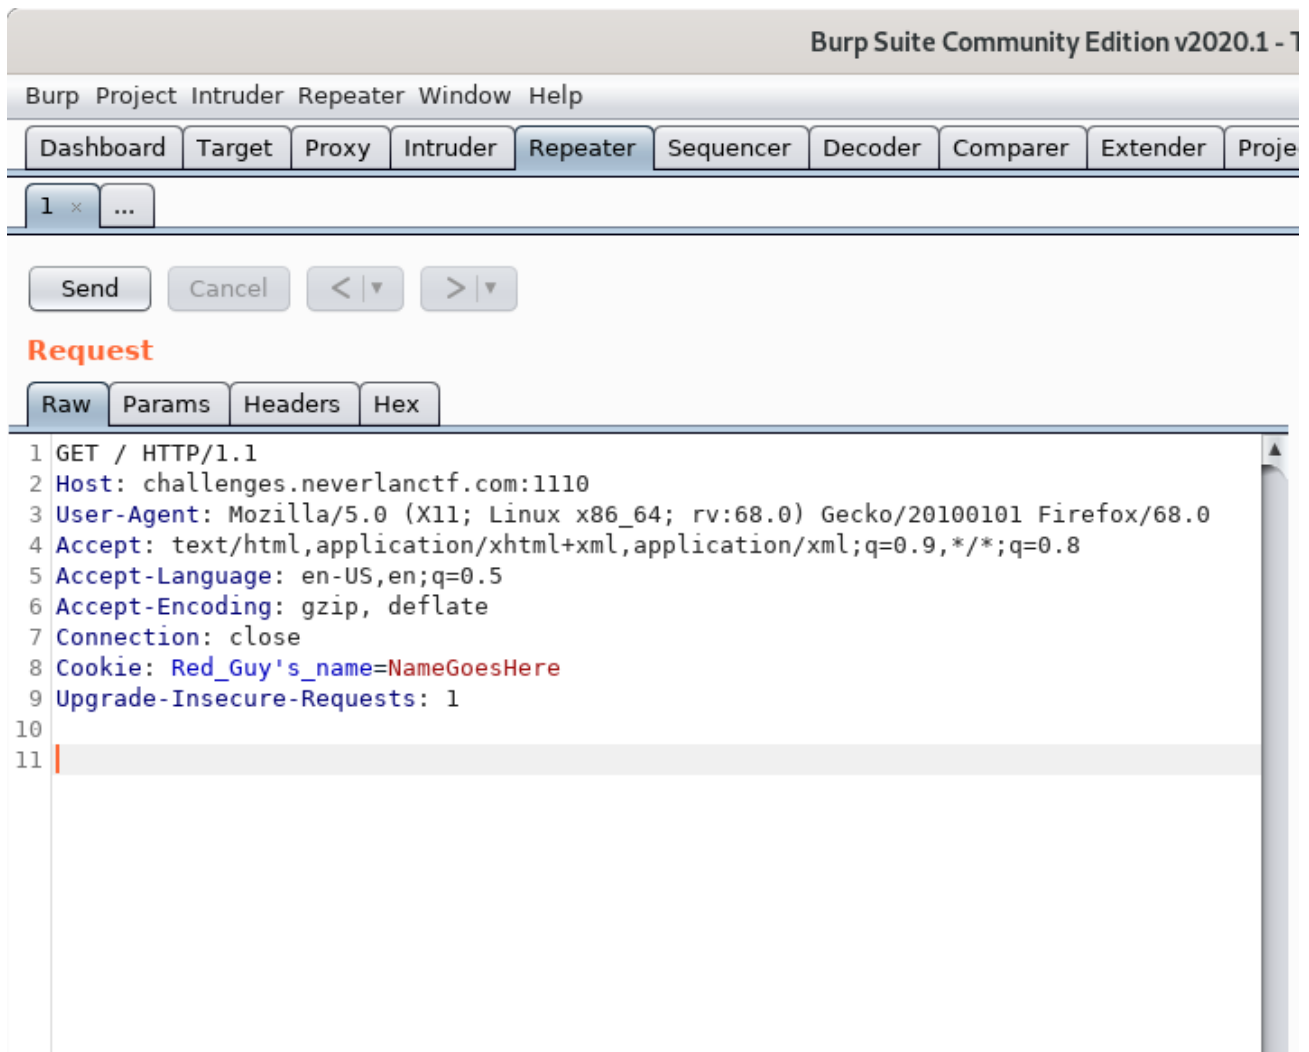 Burp Suite Community Edition v2020.1 -
Burp Project Intruder Repeater Window Help
Dashboard Target Proxy Intruder Repeater Sequencer Decoder Comparer Extender Proje
1 × ...
Send Cancel < ▼ > ▼
Request
Raw Params Headers Hex
1 GET / HTTP/1.1
2 Host: challenges.neverlanctf.com:1110
3 User-Agent: Mozilla/5.0 (X11; Linux x86_64; rv:68.0) Gecko/20100101 Firefox/68.0
4 Accept: text/html,application/xhtml+xml,application/xml;q=0.9,*/*;q=0.8
5 Accept-Language: en-US,en;q=0.5
6 Accept-Encoding: gzip, deflate
7 Connection: close
8 Cookie: Red_Guy's_name=NameGoesHere
9 Upgrade-Insecure-Requests: 1
10
11